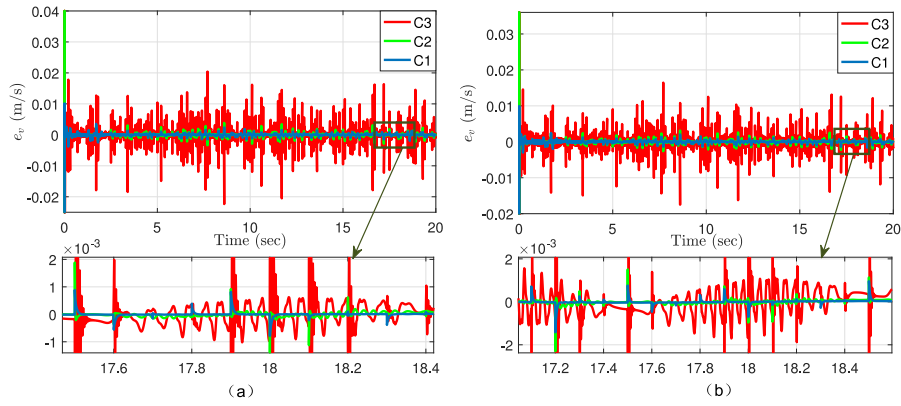 0.04
0.03
0.02
0.01
0
-0.01
-0.02
e_v (m/s)
C3
C2
C1
0 5 10 15 20
Time (sec)
×10⁻³
2
1
0
-1
17.6 17.8 18 18.2 18.4
(a)
0.03
0.02
0.01
0
-0.01
-0.02
e_v (m/s)
C3
C2
C1
0 5 10 15 20
Time (sec)
×10⁻³
2
0
-2
17.2 17.4 17.6 17.8 18 18.2 18.4
(b)